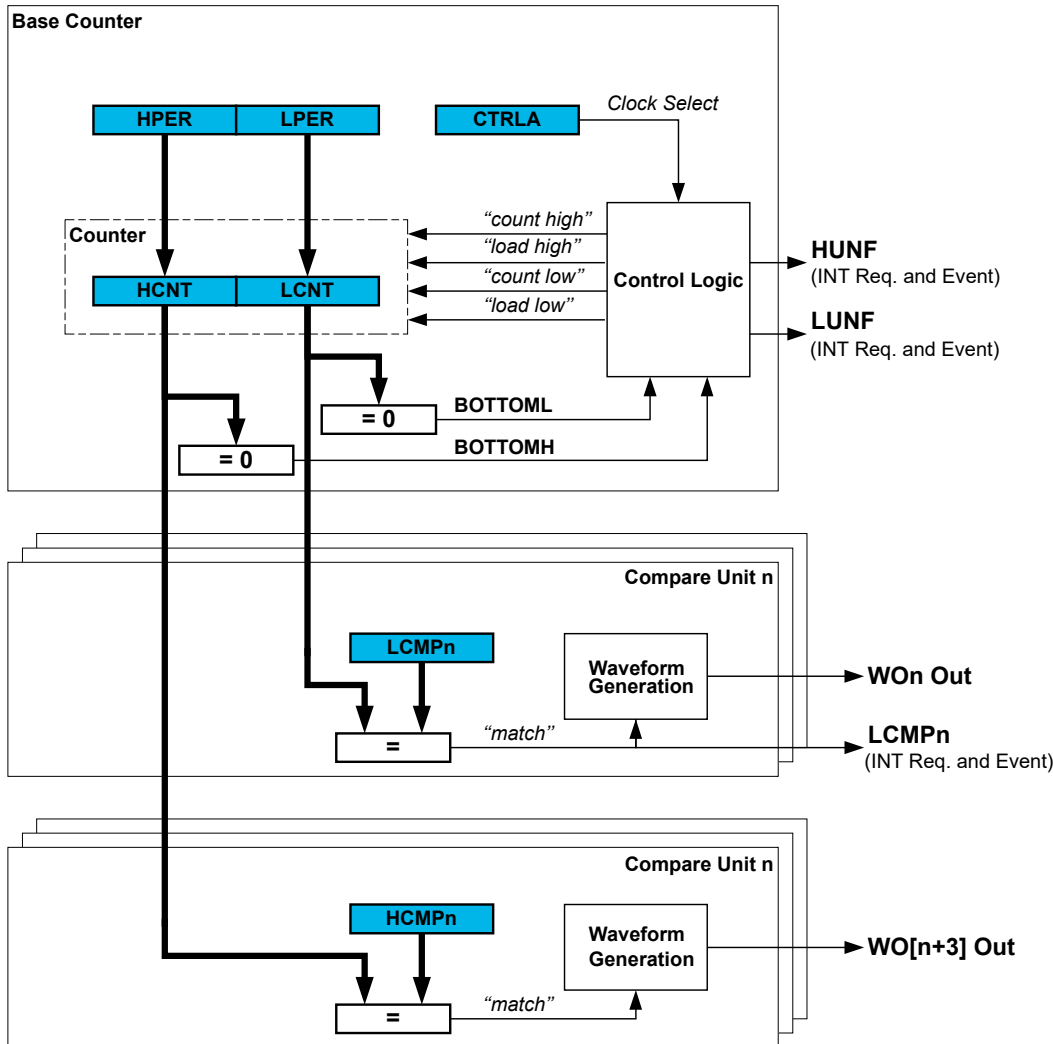 Base Counter
Clock Select
HPER LPER CTRLA
“count high”
Counter
“load high”
HUNF
(INT Req. and Event)
“count low”
Control Logic
HCNT LCNT
“load low”
LUNF
(INT Req. and Event)
= 0
BOTTOML
= 0
BOTTOMH
Compare Unit n
LCMPn
Waveform
Generation
WOn Out
“match”
=
LCMPn
(INT Req. and Event)
Compare Unit n
HCMPn
Waveform
Generation
WO[n+3] Out
“match”
=